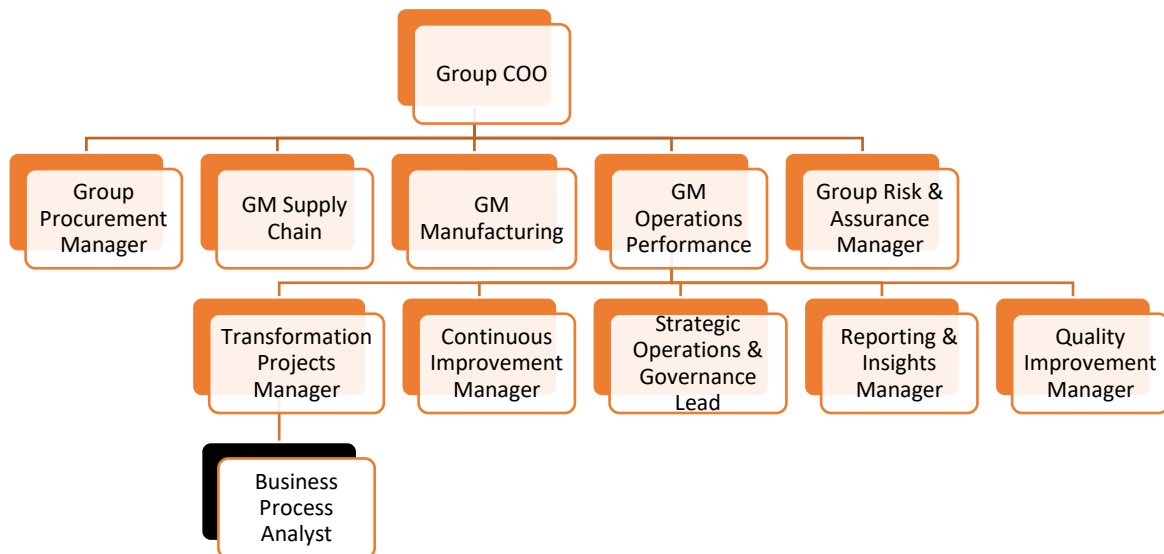 Group COO
Group
Procurement
Manager
GM Supply
Chain
GM
Manufacturing
GM
Operations
Performance
Group Risk &
Assurance
Manager
Transformation
Projects
Manager
Continuous
Improvement
Manager
Strategic
Operations &
Governance
Lead
Reporting &
Insights
Manager
Quality
Improvement
Manager
Business
Process
Analyst